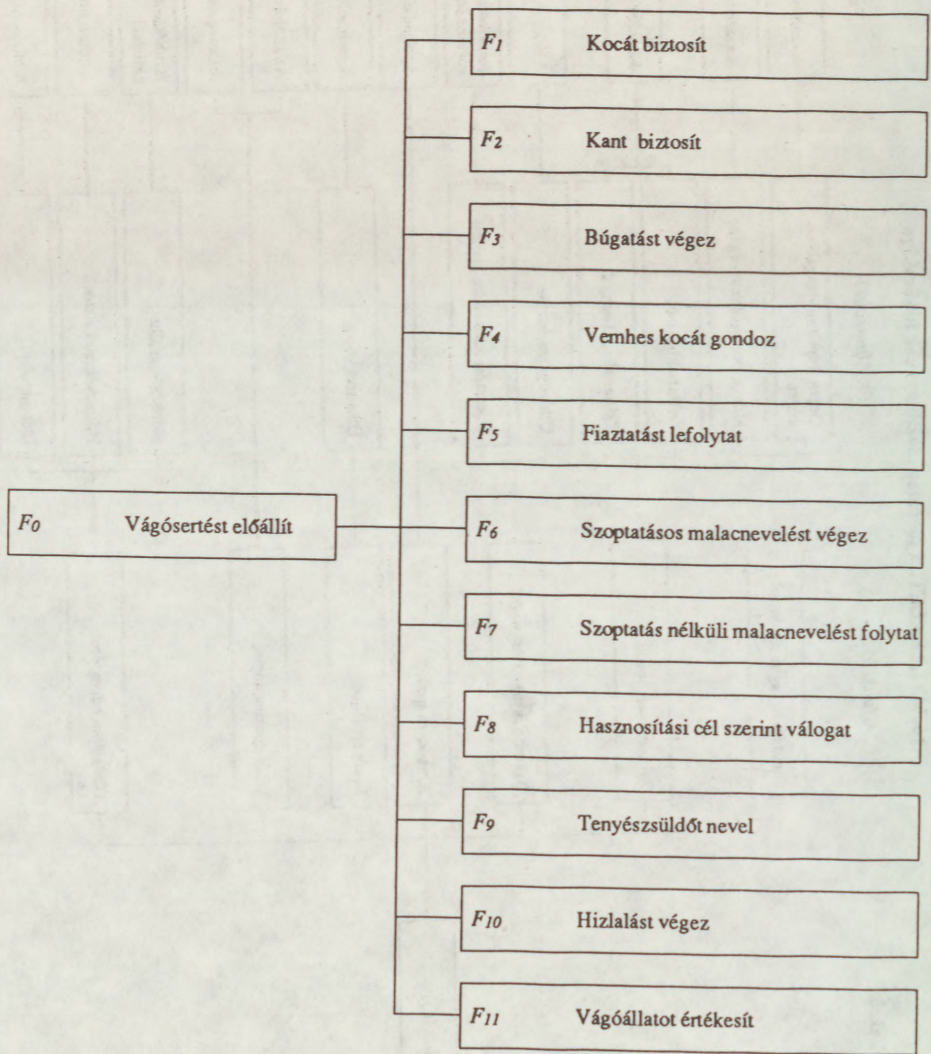 F1 Kocát biztosít
F2 Kant biztosít
F3 Búgatást végez
F4 Vemhes kocát gondoz
F5 Fiaztatást lefolytat
F0 Vágósertést előállít
F6 Szoptatásos malacnevelést végez
F7 Szoptatás nélküli malacnevelést folytat
F8 Hasznosítási cél szerint válogat
F9 Tenyészsüldőt nevel
F10 Hizlalást végez
F11 Vágóállatot értékesít